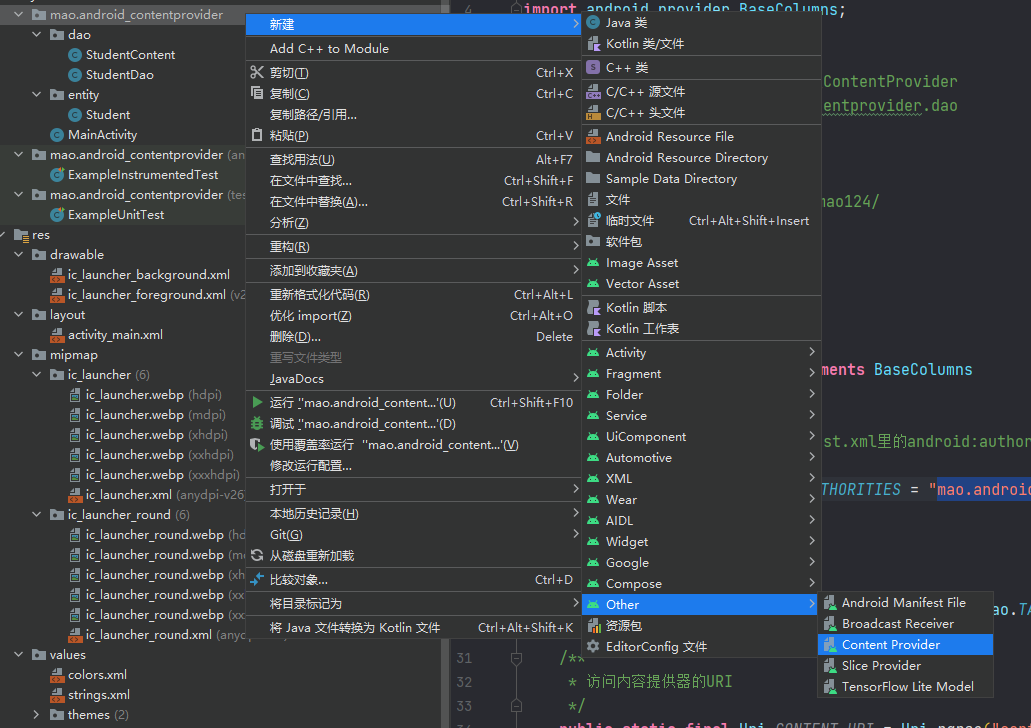 mao.android_contentprovider
dao
StudentContent
StudentDao
entity
Student
MainActivity
mao.android_contentprovider (an
ExampleInstrumentedTest
mao.android_contentprovider (tes
ExampleUnitTest
res
drawable
ic_launcher_background.xml
ic_launcher_foreground.xml (v2
layout
activity_main.xml
mipmap
ic_launcher (6)
ic_launcher.webp (hdpi)
ic_launcher.webp (mdpi)
ic_launcher.webp (xhdpi)
ic_launcher.webp (xxhdpi)
ic_launcher.webp (xxxhdpi)
ic_launcher.xml (anydpi-v26)
ic_launcher_round (6)
ic_launcher_round.webp (hd
ic_launcher_round.webp (m
ic_launcher_round.webp (xh
ic_launcher_round.webp (xx
ic_launcher_round.webp (xx
ic_launcher_round.xml (any
values
colors.xml
strings.xml
themes (2)
新建
Add C++ to Module
剪切(T) Ctrl+X
复制(C) Ctrl+C
复制路径/引用...
粘贴(P) Ctrl+V
查找用法(U) Alt+F7
在文件中查找... Ctrl+Shift+F
在文件中替换(A)... Ctrl+Shift+R
分析(Z)
重构(R)
添加到收藏夹(A)
重新格式化代码(R) Ctrl+Alt+L
优化 import(Z) Ctrl+Alt+O
删除(D)... Delete
重写文件类型
JavaDocs
运行 ''mao.android_content...'(U) Ctrl+Shift+F10
调试 ''mao.android_content...'(D)
使用覆盖率运行 ''mao.android_content...'(V)
修改运行配置...
打开于
本地历史记录(H)
Git(G)
从磁盘重新加载
比较对象... Ctrl+D
将目录标记为
将 Java 文件转换为 Kotlin 文件 Ctrl+Alt+Shift+K
Java 类
Kotlin 类/文件
C++ 类
C/C++ 源文件
C/C++ 头文件
Android Resource File
Android Resource Directory
Sample Data Directory
文件
临时文件 Ctrl+Alt+Shift+Insert
软件包
Image Asset
Vector Asset
Kotlin 脚本
Kotlin 工作表
Activity
Fragment
Folder
Service
UiComponent
Automotive
XML
Wear
AIDL
Widget
Google
Compose
Other
资源包
EditorConfig 文件
Android Manifest File
Broadcast Receiver
Content Provider
Slice Provider
TensorFlow Lite Model
4 import android.provider.BaseColumns;
ContentProvider
entprovider.dao
mao124/
ments BaseColumns
st.xml里的android:author
THORITIES = "mao.android
ao.TA
31 /**
32 * 访问内容提供器的URI
33 */